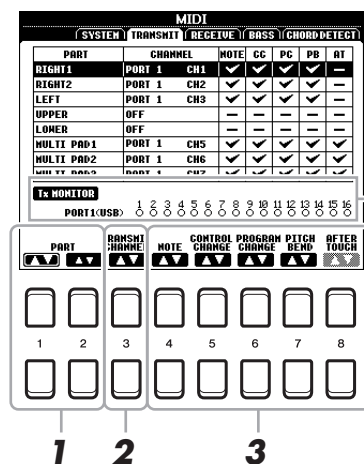 MIDI
SYSTEM TRANSMIT RECEIVE BASS CHORD DETECT
PART CHANNEL NOTE CC PC PB AT
RIGHT1 PORT 1 CH1 ✓ ✓ ✓ ✓ —
RIGHT2 PORT 1 CH2 ✓ ✓ ✓ ✓ —
LEFT PORT 1 CH3 ✓ ✓ ✓ ✓ —
UPPER OFF — — — — —
LOWER OFF — — — — —
MULTI PAD1 PORT 1 CH5 ✓ ✓ ✓ ✓ ✓
MULTI PAD2 PORT 1 CH6 ✓ ✓ ✓ ✓ ✓
Tx MONITOR
1 2 3 4 5 6 7 8 9 10 11 12 13 14 15 16
PORT1(USB)
PART TRANSMIT CHANNEL NOTE CONTROL CHANGE PROGRAM CHANGE PITCH BEND AFTER TOUCH
1 2 3 4 5 6 7 8
1 2 3